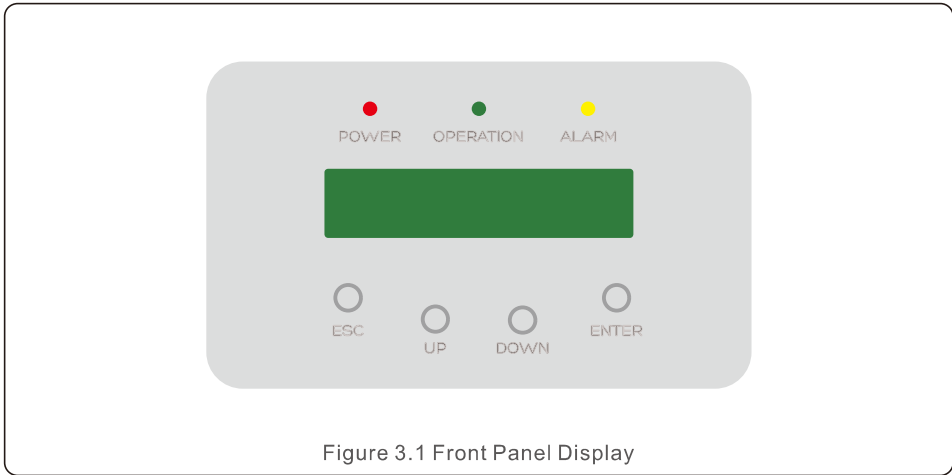 POWER OPERATION ALARM
ESC UP DOWN ENTER
Figure 3.1 Front Panel Display